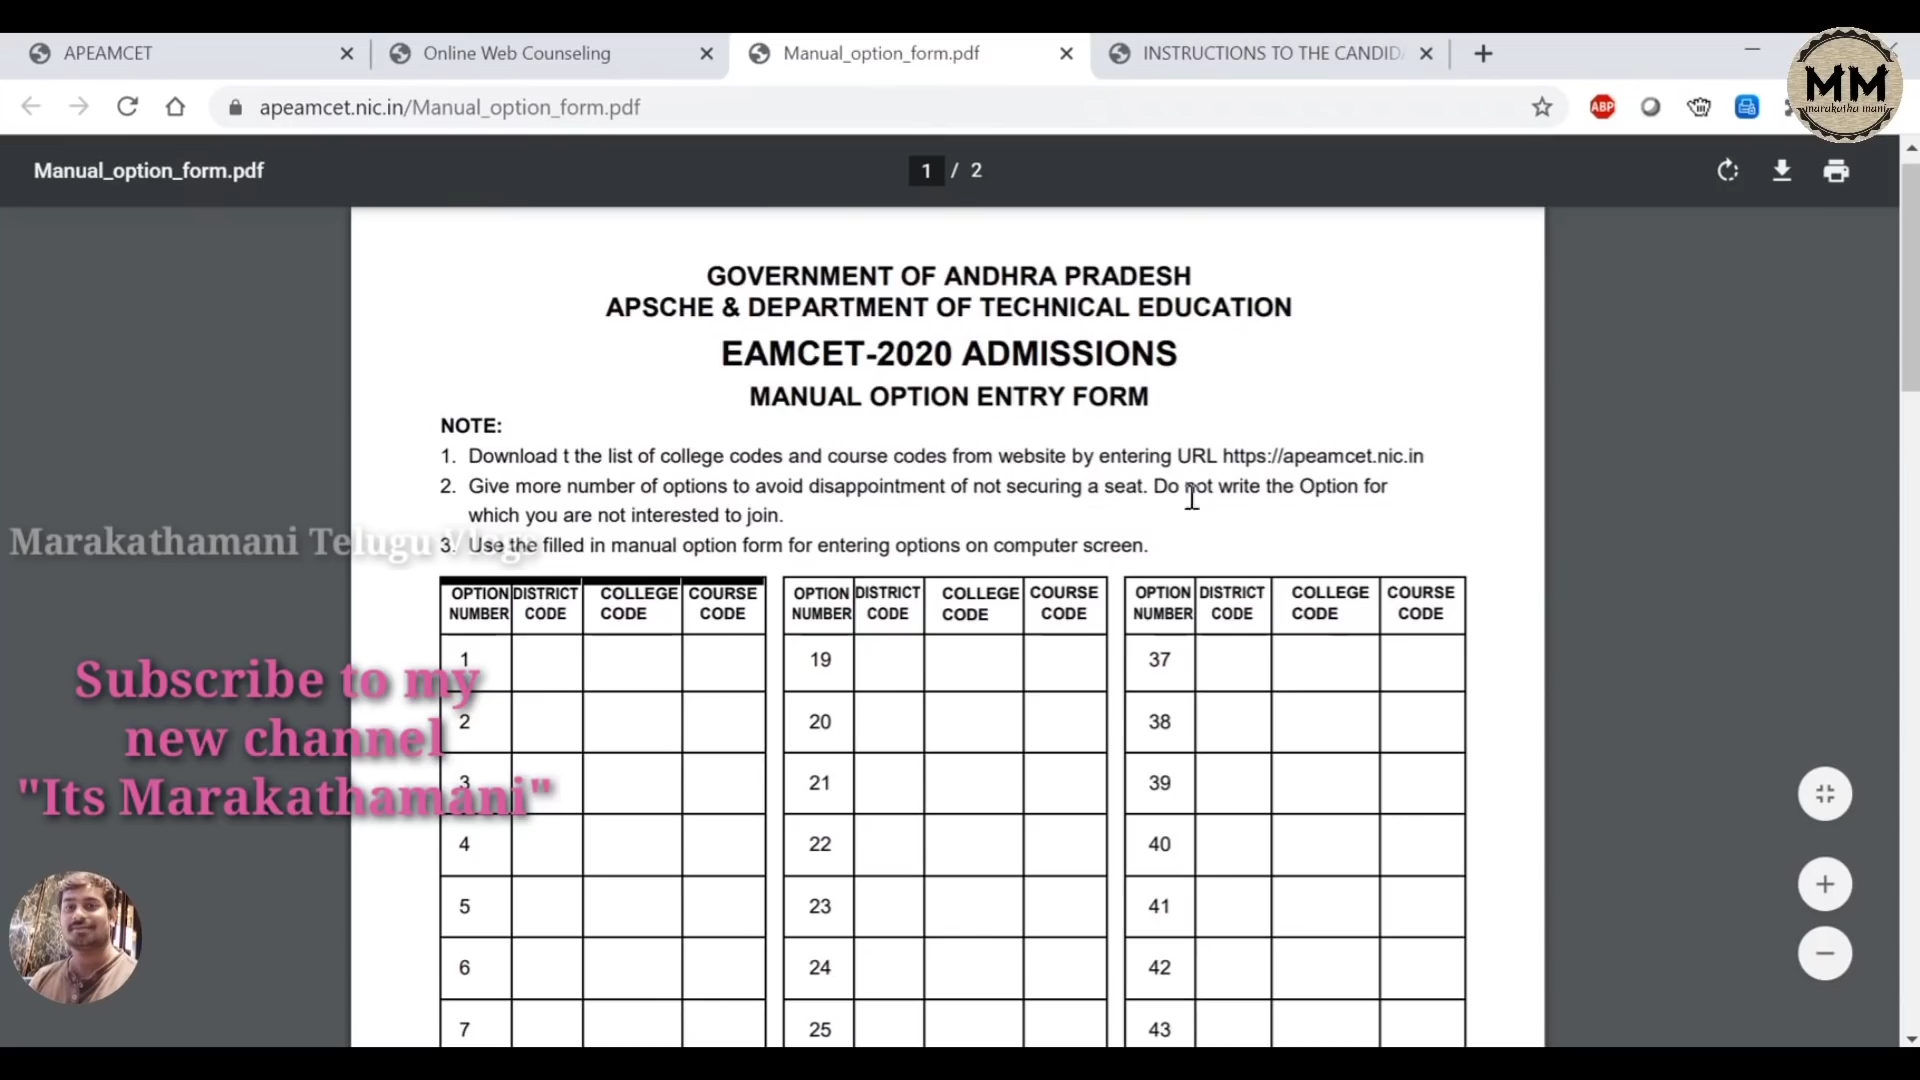 APEAMCET
Online Web Counseling
Manual_option_form.pdf
INSTRUCTIONS TO THE CANDID
MM
marakatha mani
apeamcet.nic.in/Manual_option_form.pdf
ABP
Manual_option_form.pdf
1 / 2
GOVERNMENT OF ANDHRA PRADESH
APSCHE & DEPARTMENT OF TECHNICAL EDUCATION
EAMCET-2020 ADMISSIONS
MANUAL OPTION ENTRY FORM
NOTE:
1. Download t the list of college codes and course codes from website by entering URL https://apeamcet.nic.in
2. Give more number of options to avoid disappointment of not securing a seat. Do not write the Option for
which you are not interested to join.
Marakathamani Telugu Vlogs
3. Use the filled in manual option form for entering options on computer screen.
OPTION NUMBER DISTRICT CODE COLLEGE CODE COURSE CODE OPTION NUMBER DISTRICT CODE COLLEGE CODE COURSE CODE OPTION NUMBER DISTRICT CODE COLLEGE CODE COURSE CODE
1 19 37
2 20 38
3 21 39
4 22 40
5 23 41
6 24 42
7 25 43
Subscribe to my
new channel
"Its Marakathamani"